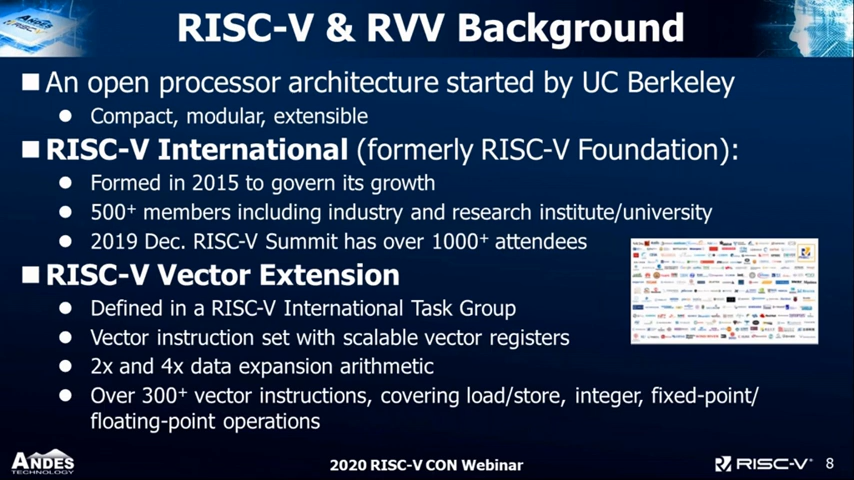 RISC-V & RVV Background
An open processor architecture started by UC Berkeley
Compact, modular, extensible
RISC-V International (formerly RISC-V Foundation):
Formed in 2015 to govern its growth
500+ members including industry and research institute/university
2019 Dec. RISC-V Summit has over 1000+ attendees
RISC-V Vector Extension
Defined in a RISC-V International Task Group
Vector instruction set with scalable vector registers
2x and 4x data expansion arithmetic
Over 300+ vector instructions, covering load/store, integer, fixed-point/
floating-point operations
ANDES
TECHNOLOGY
2020 RISC-V CON Webinar
RISC-V
8